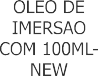 OLEO DE
IMERSAO
COM 100ML-
NEW